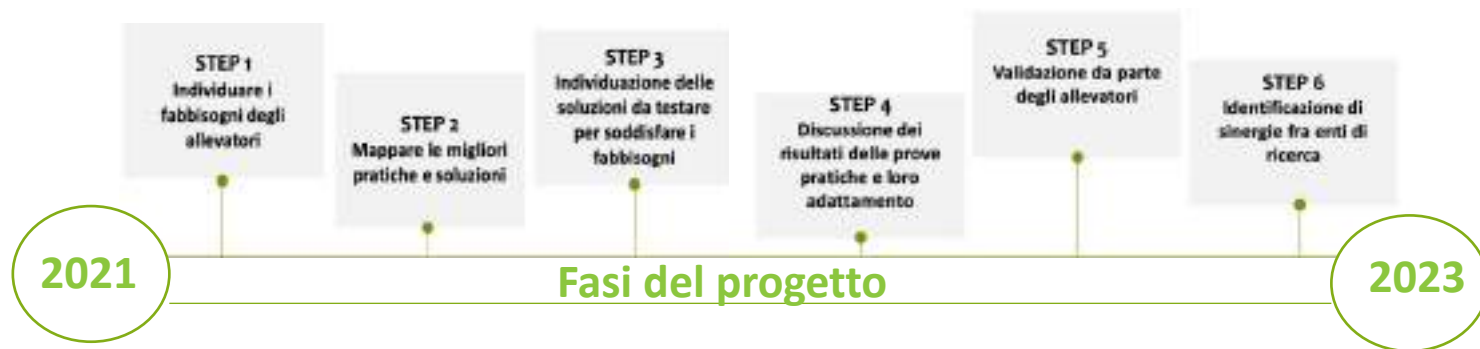 STEP 1
Individuare i
fabbisogni degli
allevatori
STEP 2
Mappare le migliori
pratiche e soluzioni
STEP 3
Individuazione delle
soluzioni da testare
per soddisfare i
fabbisogni
STEP 4
Discussione dei
risultati delle prove
pratiche e loro
adattamento
STEP 5
Validazione da parte
degli allevatori
STEP 6
Identificazione di
sinergie fra enti di
ricerca
2021
Fasi del progetto
2023